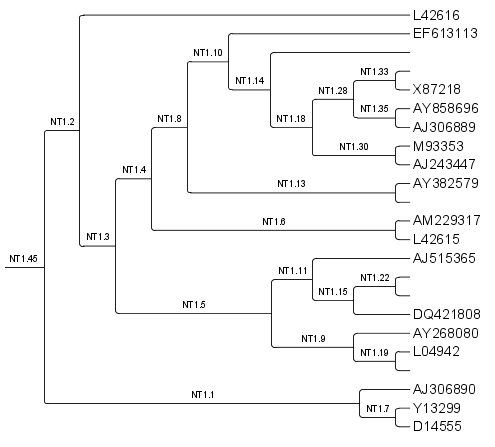 L42616
EF613113
NT1.10
NT1.33
NT1.14
NT1.28
X87218
AY858696
NT1.35
NT1.2
NT1.8
NT1.18
AJ306889
M93353
NT1.30
AJ243447
NT1.4
NT1.13
AY382579
AM229317
NT1.6
L42615
NT1.3
AJ515365
NT1.45
NT1.11
NT1.22
NT1.15
NT1.5
DQ421808
AY268080
NT1.9
L04942
NT1.19
AJ306890
NT1.1
Y13299
NT1.7
D14555